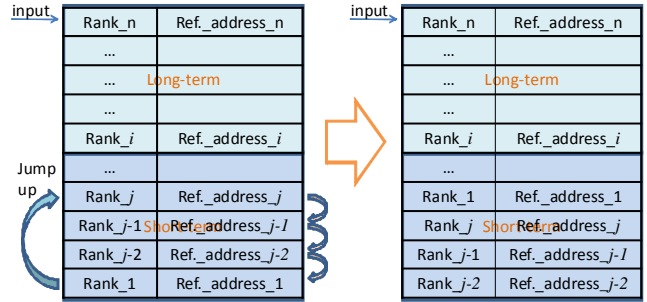 input
Rank_n Ref._address_n
...
... Long-term
...
Rank_i Ref._address_i
...
Jump up
Rank_j Ref._address_j
Rank_j-1 Short-term Ref._address_j-1
Rank_j-2 Ref._address_j-2
Rank_1 Ref._address_1
input
Rank_n Ref._address_n
...
... Long-term
...
Rank_i Ref._address_i
...
Rank_1 Ref._address_1
Rank_j Short-term Ref._address_j
Rank_j-1 Ref._address_j-1
Rank_j-2 Ref._address_j-2